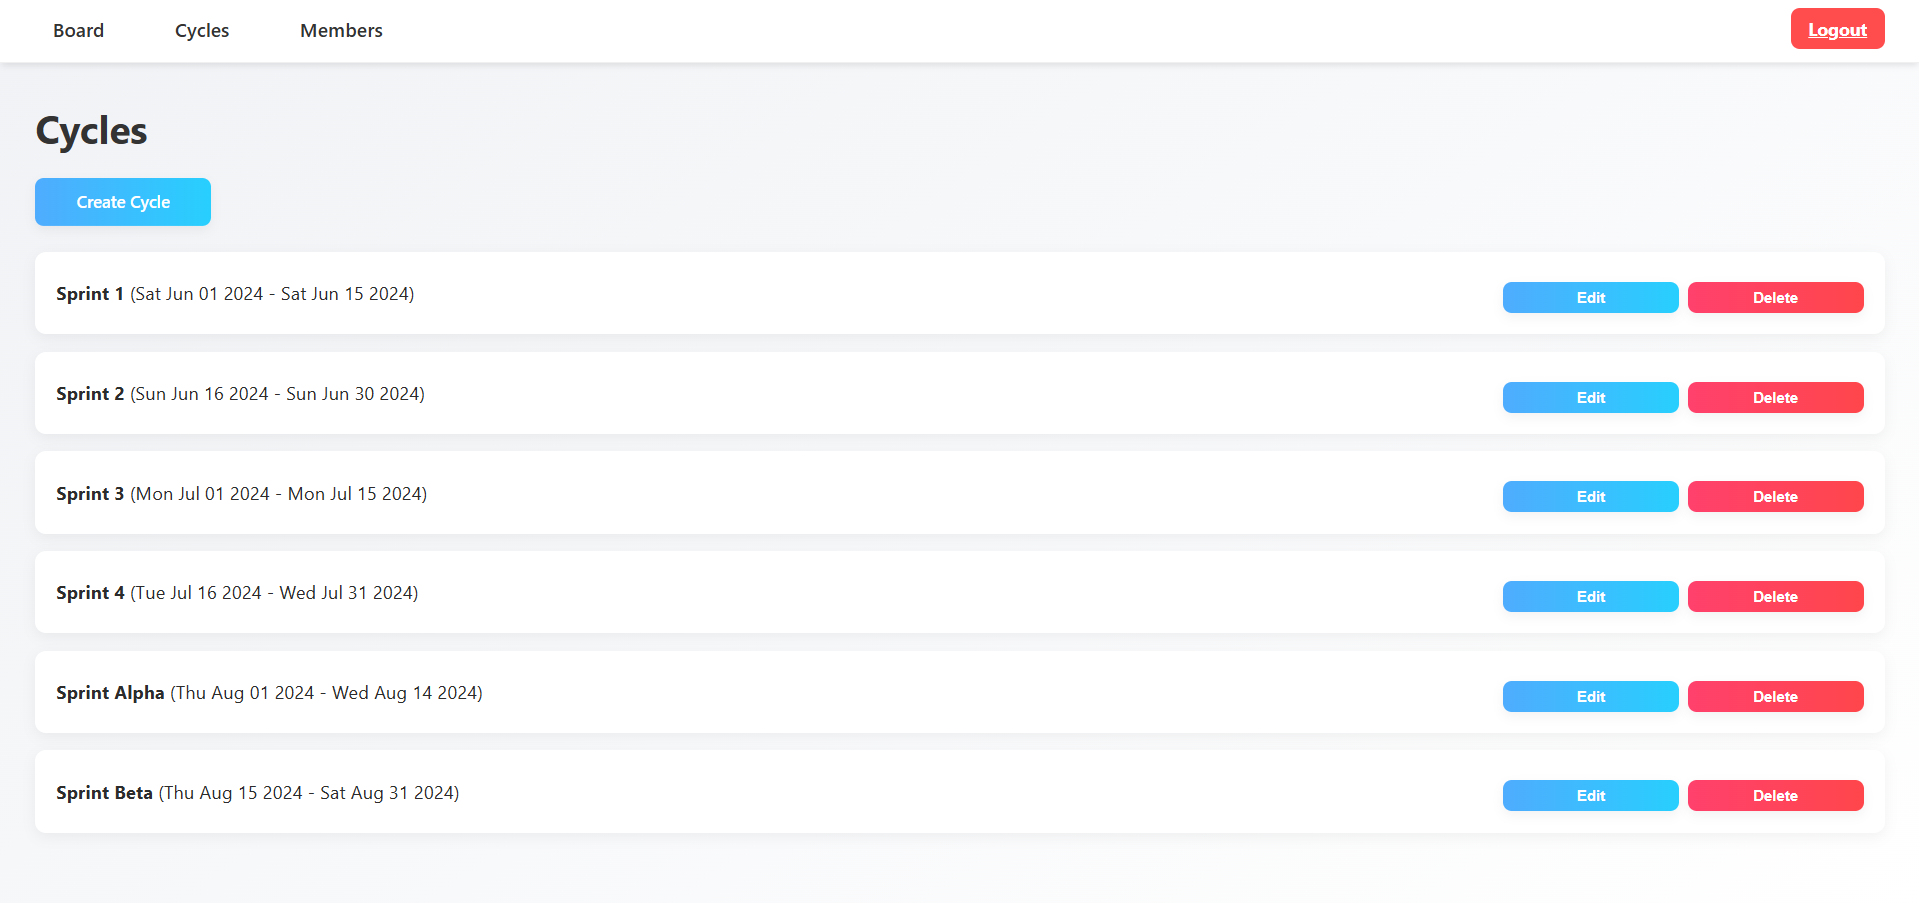 Board Cycles Members Logout
Cycles
Create Cycle
Sprint 1 (Sat Jun 01 2024 - Sat Jun 15 2024) Edit Delete
Sprint 2 (Sun Jun 16 2024 - Sun Jun 30 2024) Edit Delete
Sprint 3 (Mon Jul 01 2024 - Mon Jul 15 2024) Edit Delete
Sprint 4 (Tue Jul 16 2024 - Wed Jul 31 2024) Edit Delete
Sprint Alpha (Thu Aug 01 2024 - Wed Aug 14 2024) Edit Delete
Sprint Beta (Thu Aug 15 2024 - Sat Aug 31 2024) Edit Delete